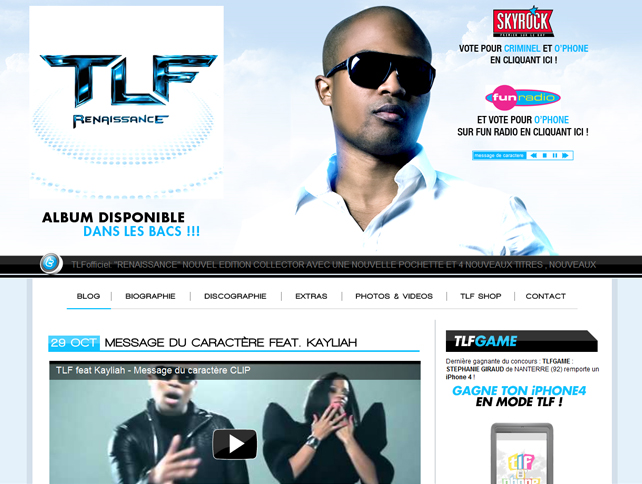 TLF
RENAISSANCE
ALBUM DISPONIBLE
DANS LES BACS !!!
SKYROCK
PREMIER SUR LE RAP
VOTE POUR CRIMINEL ET O'PHONE
EN CLIQUANT ICI !
fun radio
ET VOTE POUR O'PHONE
SUR FUN RADIO EN CLIQUANT ICI !
message de caractere
TLFofficiel: "RENAISSANCE" NOUVEL EDITION COLLECTOR AVEC UNE NOUVELLE POCHETTE ET 4 NOUVEAUX TITRES , NOUVEAUX
BLOG
BIOGRAPHIE
DISCOGRAPHIE
EXTRAS
PHOTOS & VIDEOS
TLF SHOP
CONTACT
29 OCT MESSAGE DU CARACTÈRE FEAT. KAYLIAH
TLF feat Kayliah - Message du caractère CLIP
TLFGAME
Dernière gagnante du concours : TLFGAME :
STEPHANIE GIRAUD de NANTERRE (92) remporte un
iPhone 4 !
GAGNE TON iPHONE4
EN MODE TLF !
tlf